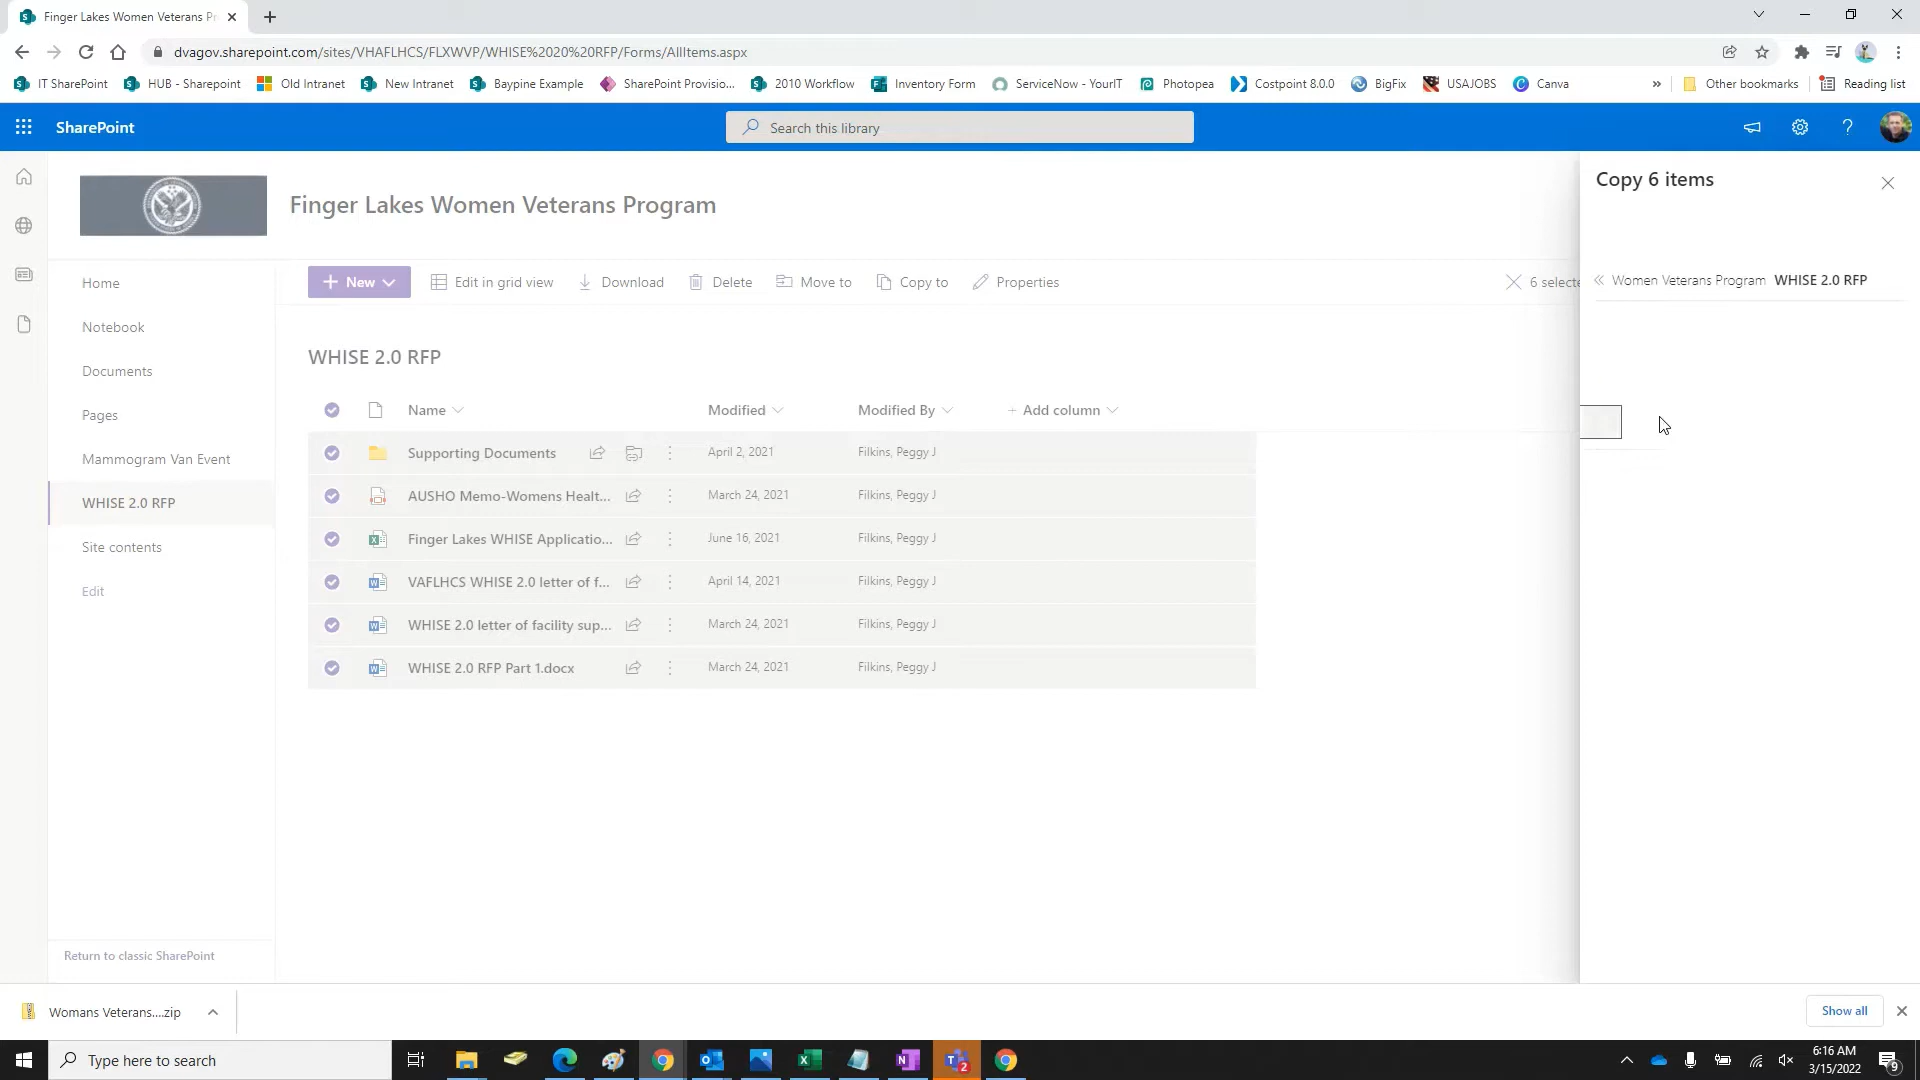 Finger Lakes Women Veterans Pr
dvagov.sharepoint.com/sites/VHAFLHCS/FLXWVP/WHISE%2020%20RFP/Forms/AllItems.aspx
IT SharePoint HUB - Sharepoint Old Intranet New Intranet Baypine Example SharePoint Provisio... 2010 Workflow Inventory Form ServiceNow - YourIT Photopea Costpoint 8.0.0 BigFix USAJOBS Canva » Other bookmarks Reading list
SharePoint Search this library ?
Copy 6 items
Finger Lakes Women Veterans Program
Home
+ New Edit in grid view Download Delete Move to Copy to Properties 6 selecte
Women Veterans Program WHISE 2.0 RFP
Notebook
WHISE 2.0 RFP
Documents
Name Modified Modified By + Add column
Pages
Supporting Documents April 2, 2021 Filkins, Peggy J
Mammogram Van Event
AUSHO Memo-Womens Healt... March 24, 2021 Filkins, Peggy J
WHISE 2.0 RFP
Finger Lakes WHISE Applicatio... June 16, 2021 Filkins, Peggy J
Site contents
VAFLHCS WHISE 2.0 letter of f... April 14, 2021 Filkins, Peggy J
Edit
WHISE 2.0 letter of facility sup... March 24, 2021 Filkins, Peggy J
WHISE 2.0 RFP Part 1.docx March 24, 2021 Filkins, Peggy J
Return to classic SharePoint
Womans Veterans....zip Show all
Type here to search
6:16 AM
3/15/2022
2
9